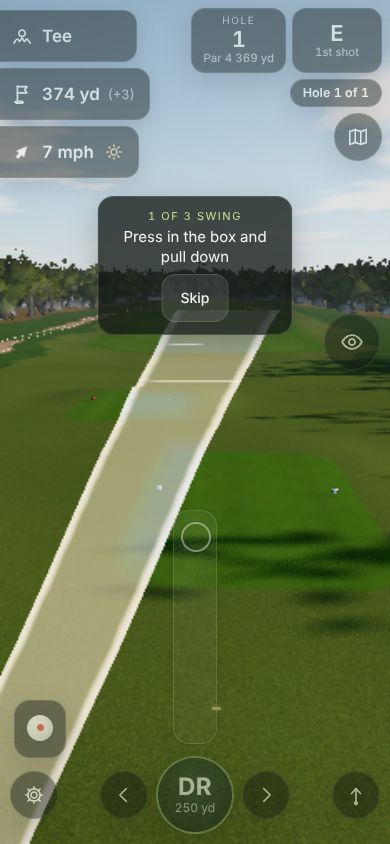 Tee
374 yd (+3)
7 mph
HOLE
1
Par 4 369 yd
E
1st shot
Hole 1 of 1
1 OF 3 SWING
Press in the box and
pull down
Skip
DR
250 yd